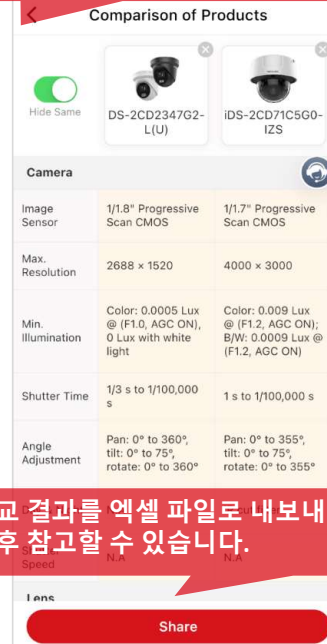 Comparison of Products
Hide Same
DS-2CD2347G2-
L(U)
iDS-2CD71C5G0-
IZS
Camera
Image
Sensor
1/1.8" Progressive
Scan CMOS
1/1.7" Progressive
Scan CMOS
Max.
Resolution
2688 × 1520
4000 × 3000
Min.
Illumination
Color: 0.0005 Lux
@ (F1.0, AGC ON),
0 Lux with white
light
Color: 0.009 Lux
@ (F1.2, AGC ON);
B/W: 0.0009 Lux @
(F1.2, AGC ON)
Shutter Time
1/3 s to 1/100,000
s
1 s to 1/100,000 s
Angle
Adjustment
Pan: 0° to 360°,
tilt: 0° to 75°,
rotate: 0° to 360°
Pan: 0° to 355°,
tilt: 0° to 75°,
rotate: 0° to 355°
교 결과를 엑셀 파일로 내보내
후 참고할 수 있습니다.
Speed
N.A
N.A
Lens
Share